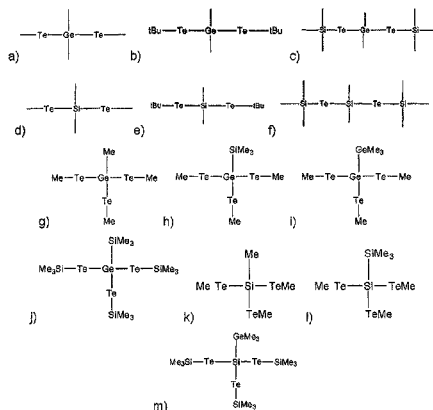 a) Te Ge Te
b) tBu Te Ge Te tBu
c) Si Te Ge Te Si
d) Te Si Te
e) tBu Te Si Te tBu
f) Si Te Si Te Si
g) Me
Me Te Ge Te Me
Te
Me
h) SiMe3
Me Te Ge Te Me
Te
Me
i) GeMe3
Me Te Ge Te Me
Te
Me
j) SiMe3
Me3Si Te Ge Te SiMe3
Te
SiMe3
k) Me
Me Te Si TeMe
TeMe
l) SiMe3
Me Te Si TeMe
TeMe
m) GeMe3
Me3Si Te Si Te SiMe3
Te
SiMe3